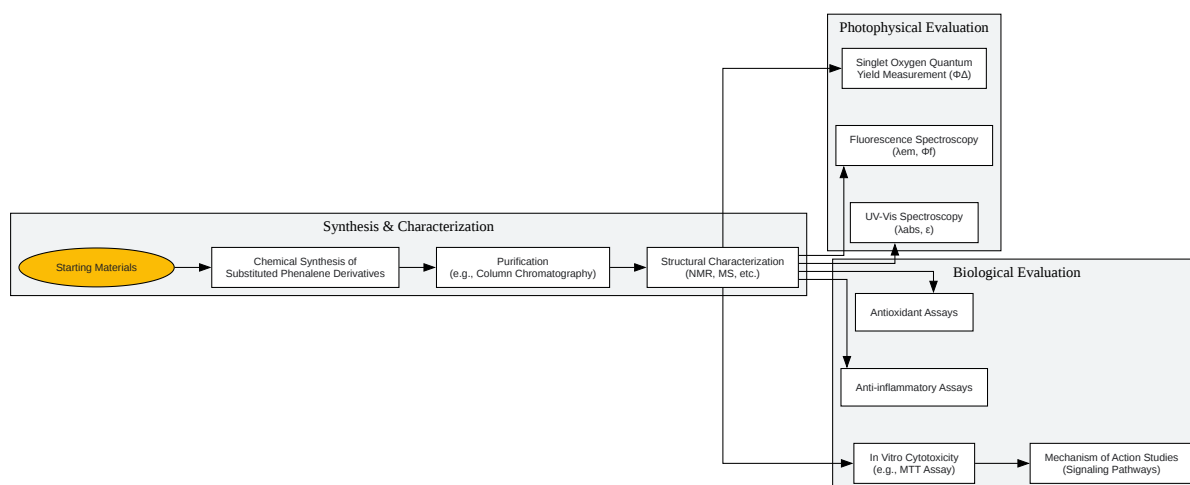 Photophysical Evaluation
Singlet Oxygen Quantum
Yield Measurement (ΦΔ)
Fluorescence Spectroscopy
(λem, Φf)
UV-Vis Spectroscopy
(λabs, ε)
Synthesis & Characterization
Starting Materials
Chemical Synthesis of
Substituted Phenalene Derivatives
Purification
(e.g., Column Chromatography)
Structural Characterization
(NMR, MS, etc.)
Biological Evaluation
Antioxidant Assays
Anti-inflammatory Assays
In Vitro Cytotoxicity
(e.g., MTT Assay)
Mechanism of Action Studies
(Signaling Pathways)